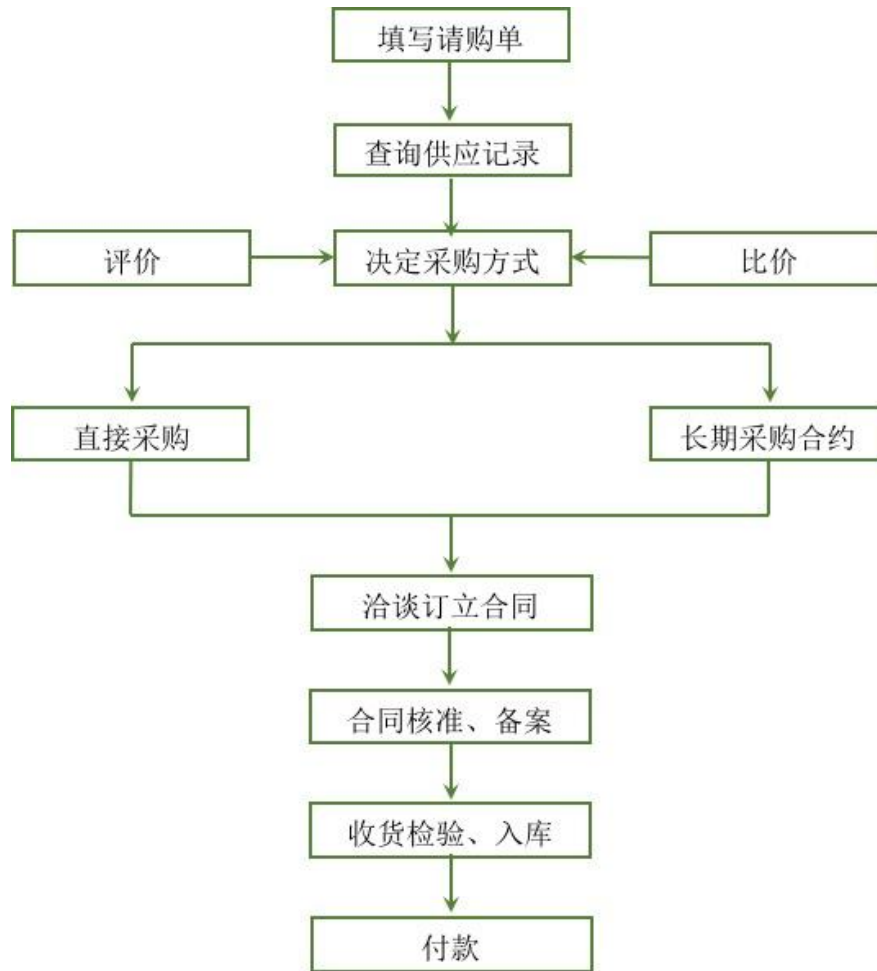 填写请购单
查询供应记录
评价
决定采购方式
比价
直接采购
长期采购合约
洽谈订立合同
合同核准、备案
收货检验、入库
付款